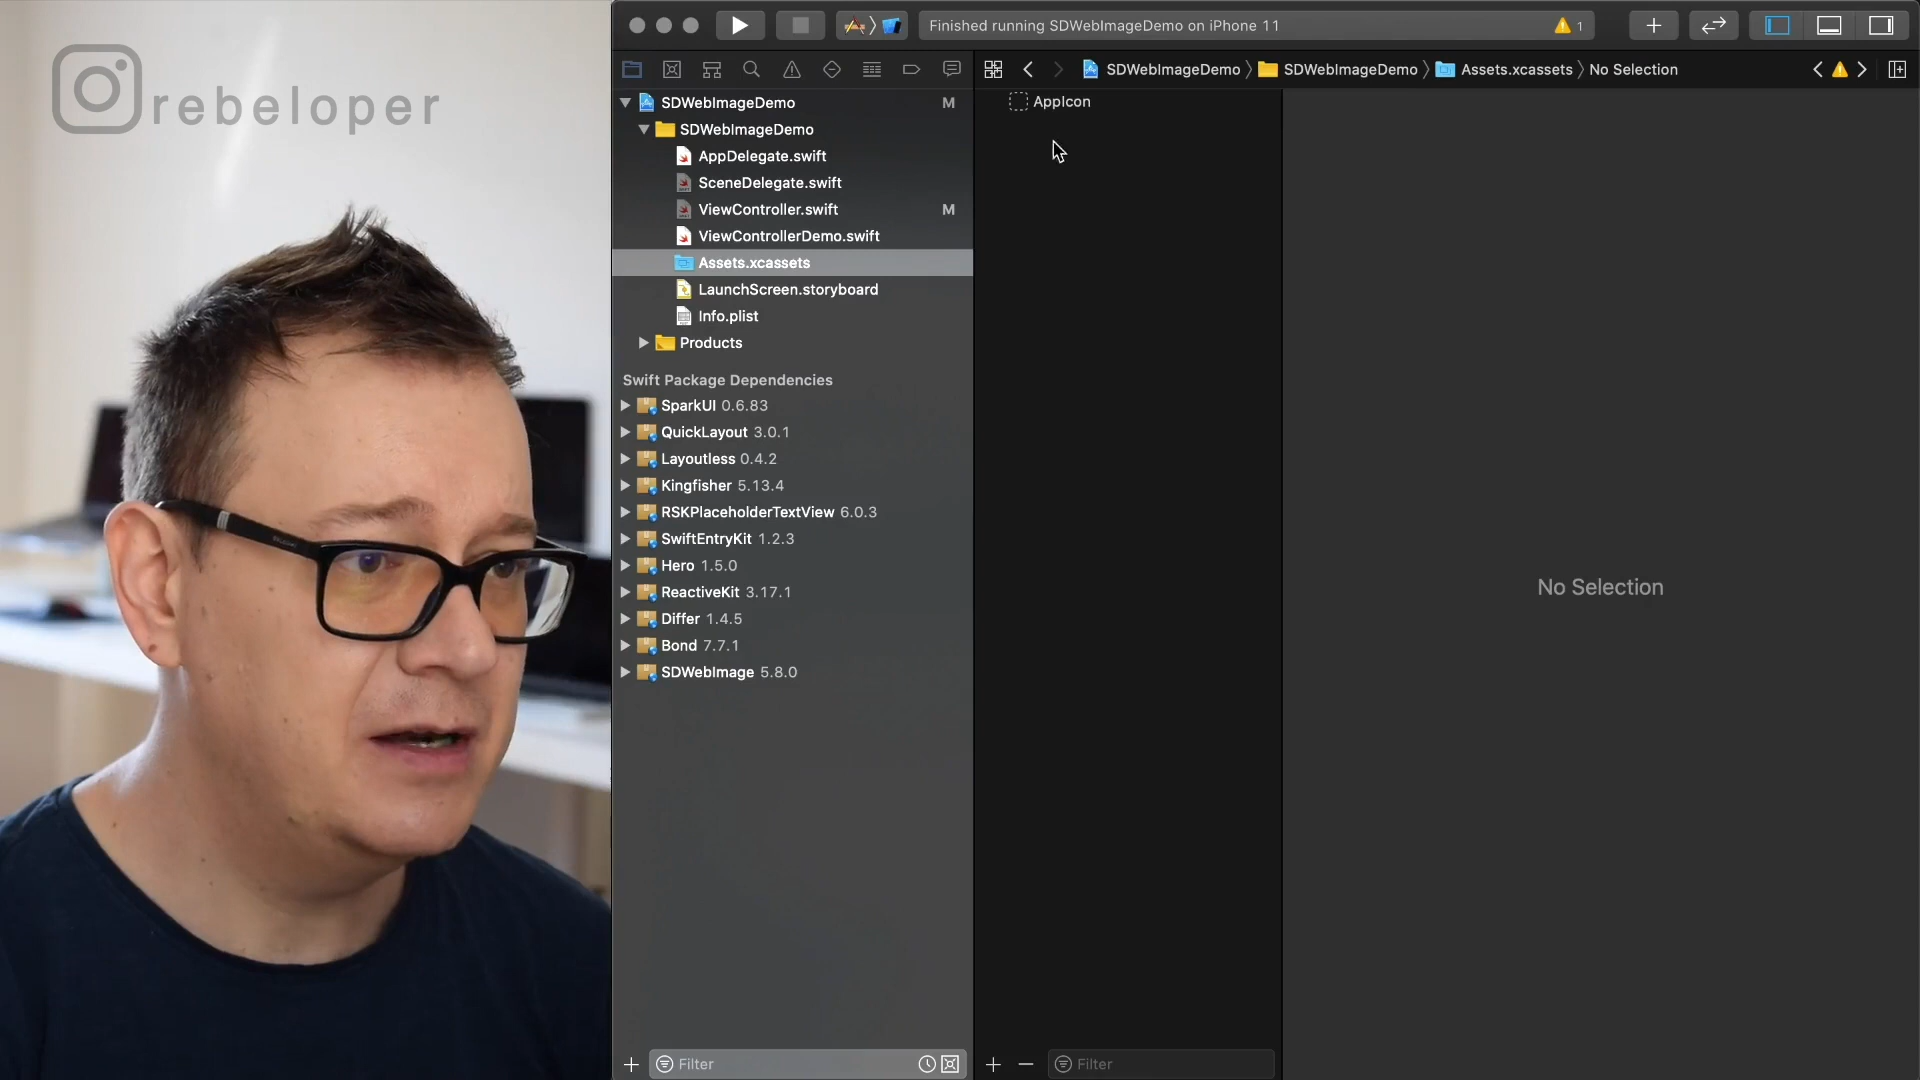 rebeloper
Finished running SDWebImageDemo on iPhone 11
1
SDWebImageDemo
SDWebImageDemo
Assets.xcassets
No Selection
SDWebImageDemo
M
SDWebImageDemo
AppDelegate.swift
SceneDelegate.swift
ViewController.swift
M
ViewControllerDemo.swift
Assets.xcassets
LaunchScreen.storyboard
Info.plist
Products
Swift Package Dependencies
SparkUI 0.6.83
QuickLayout 3.0.1
Layoutless 0.4.2
Kingfisher 5.13.4
RSKPlaceholderTextView 6.0.3
SwiftEntryKit 1.2.3
Hero 1.5.0
ReactiveKit 3.17.1
Differ 1.4.5
Bond 7.7.1
SDWebImage 5.8.0
Filter
AppIcon
Filter
No Selection